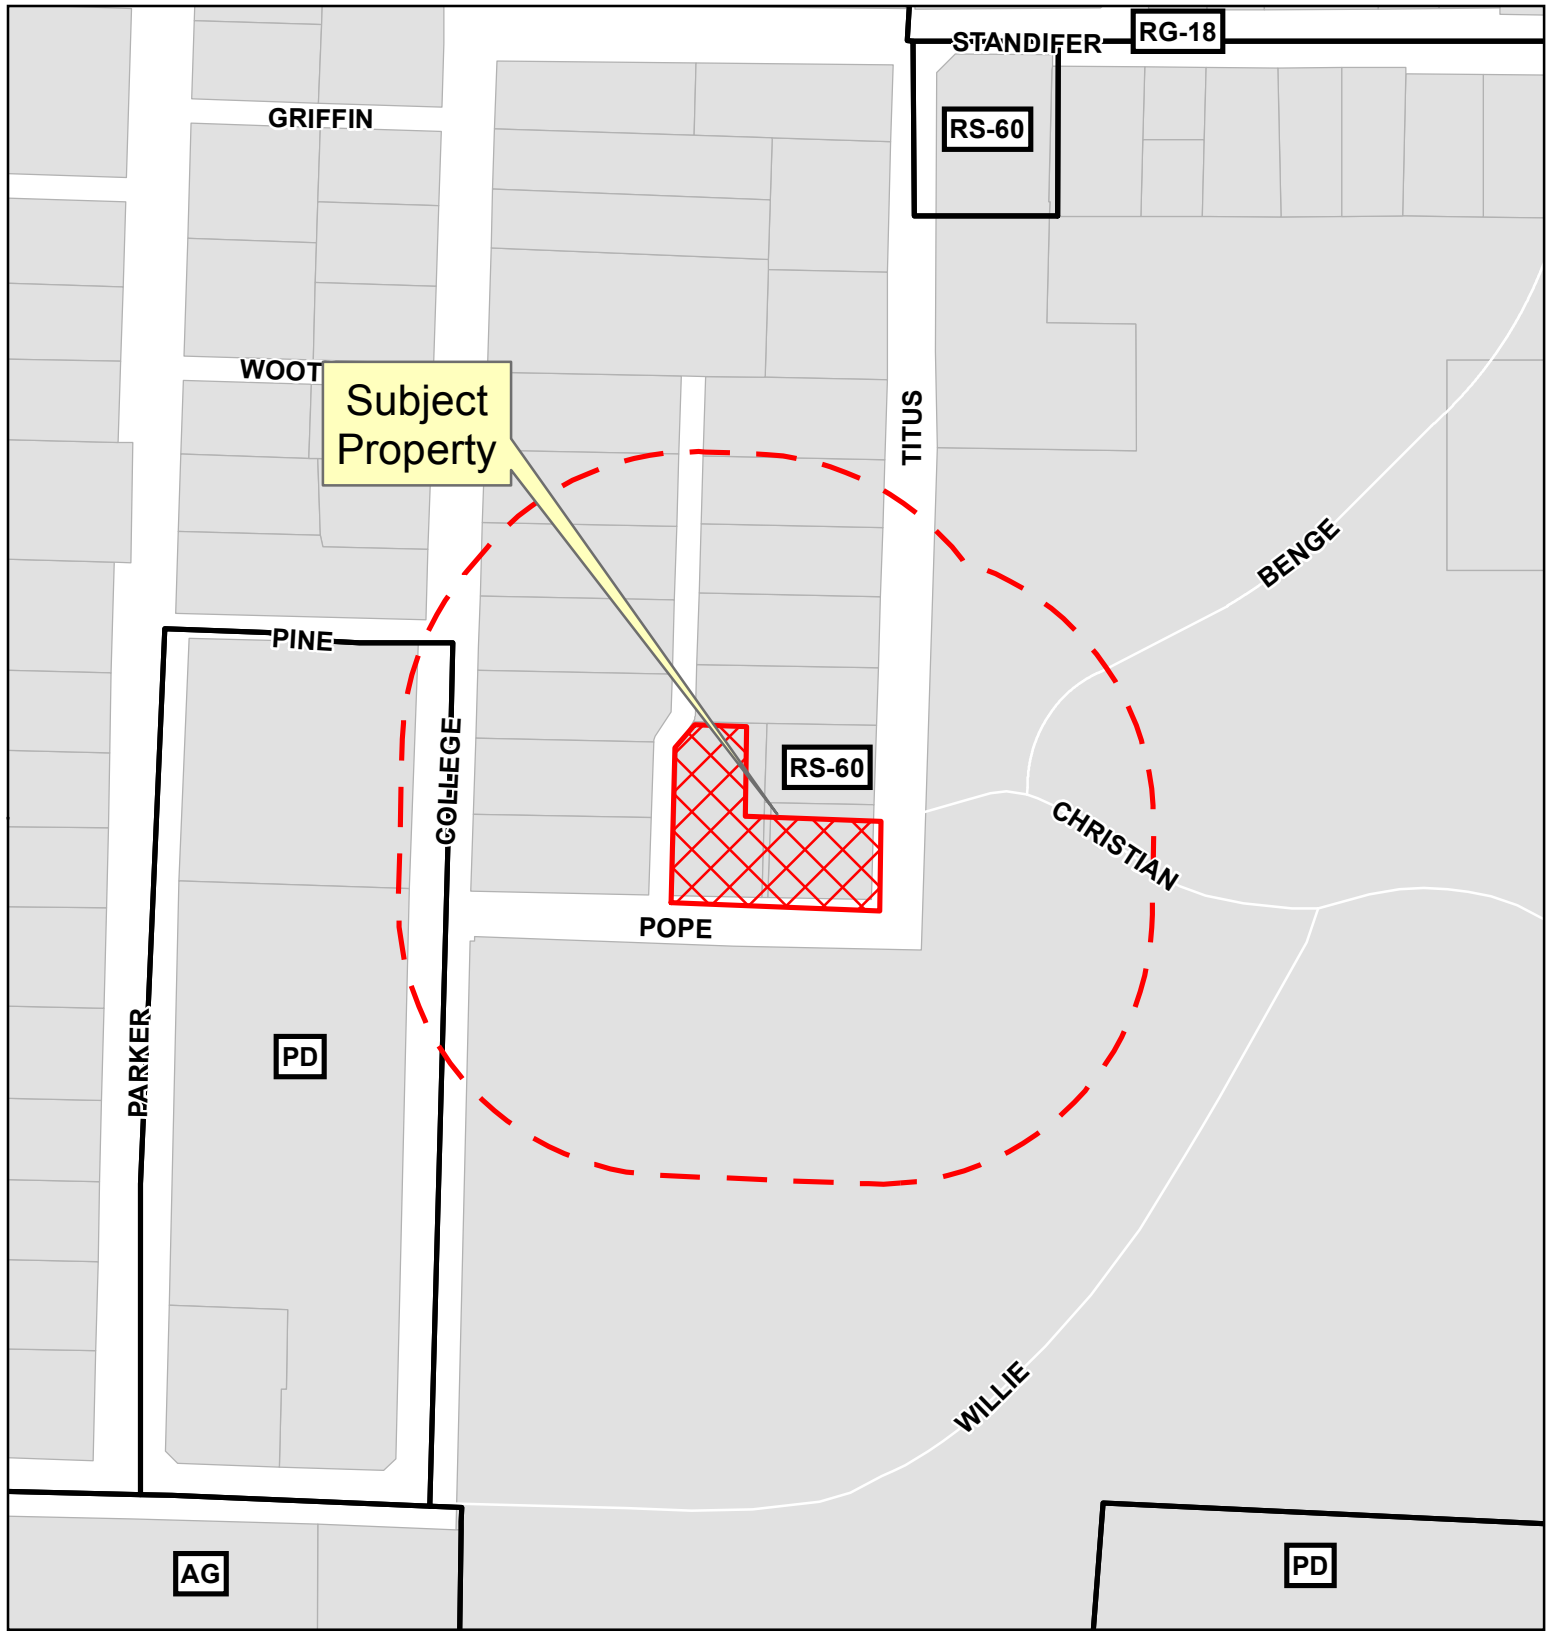 STANDIFER
RG-18
GRIFFIN
RS-60
WOOT
Subject
Property
TITUS
BENGE
PINE
COLLEGE
RS-60
CHRISTIAN
POPE
PARKER
PD
WILLIE
AG
PD